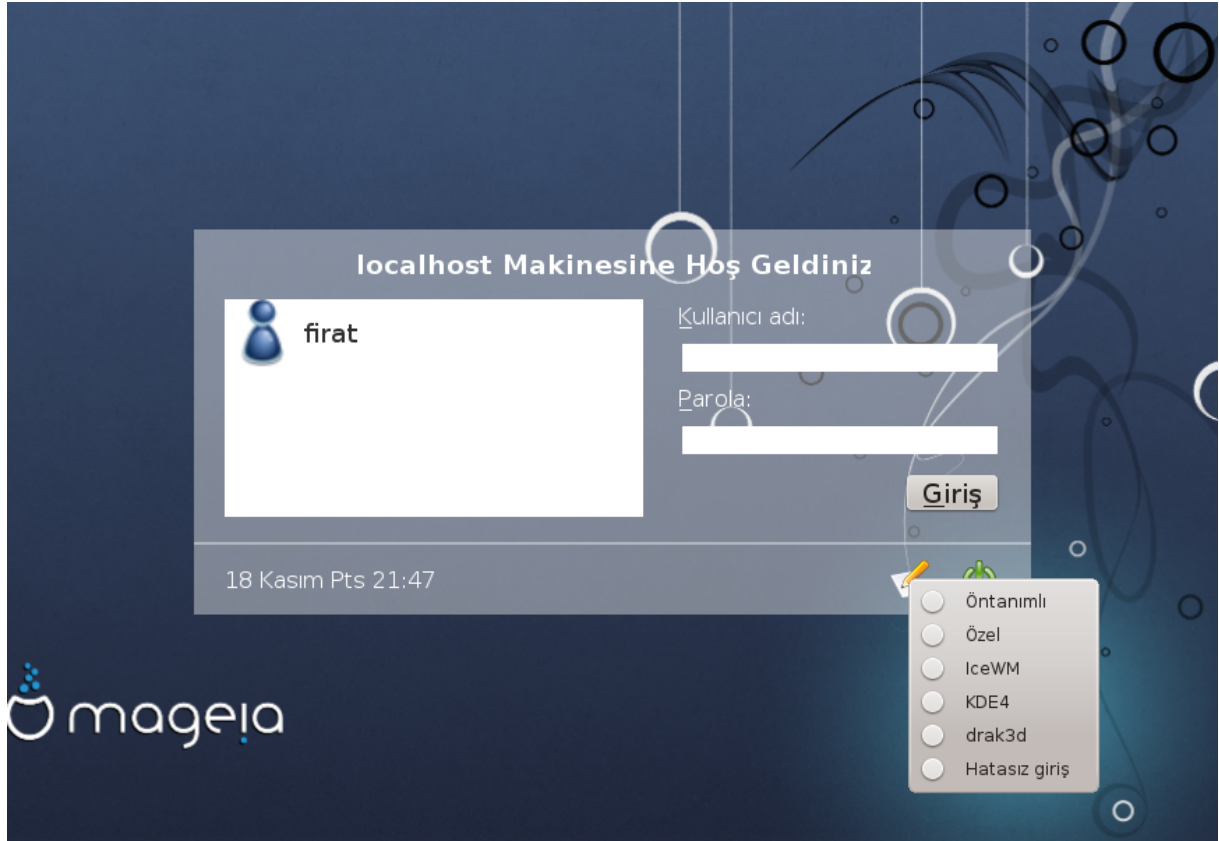 localhost Makinesine Hoş Geldiniz
firat
Kullanıcı adı:
Parola:
Giriş
18 Kasım Pts 21:47
Öntanımlı
Özel
IceWM
KDE4
drak3d
Hatasız giriş
mageia